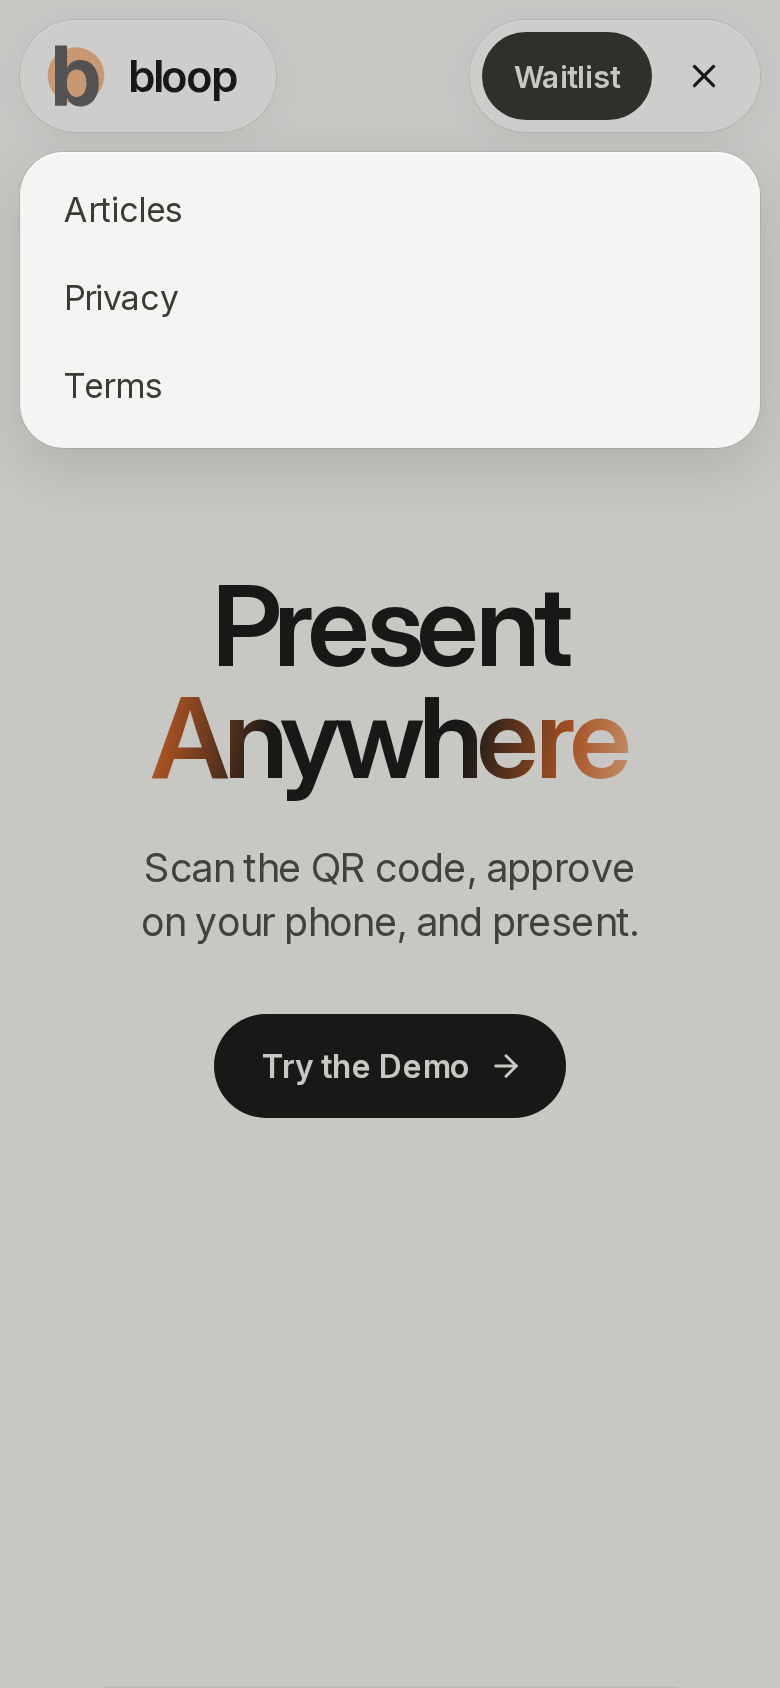 bloop
Waitlist
Articles
Privacy
Terms
Present
Anywhere
Scan the QR code, approve
on your phone, and present.
Try the Demo